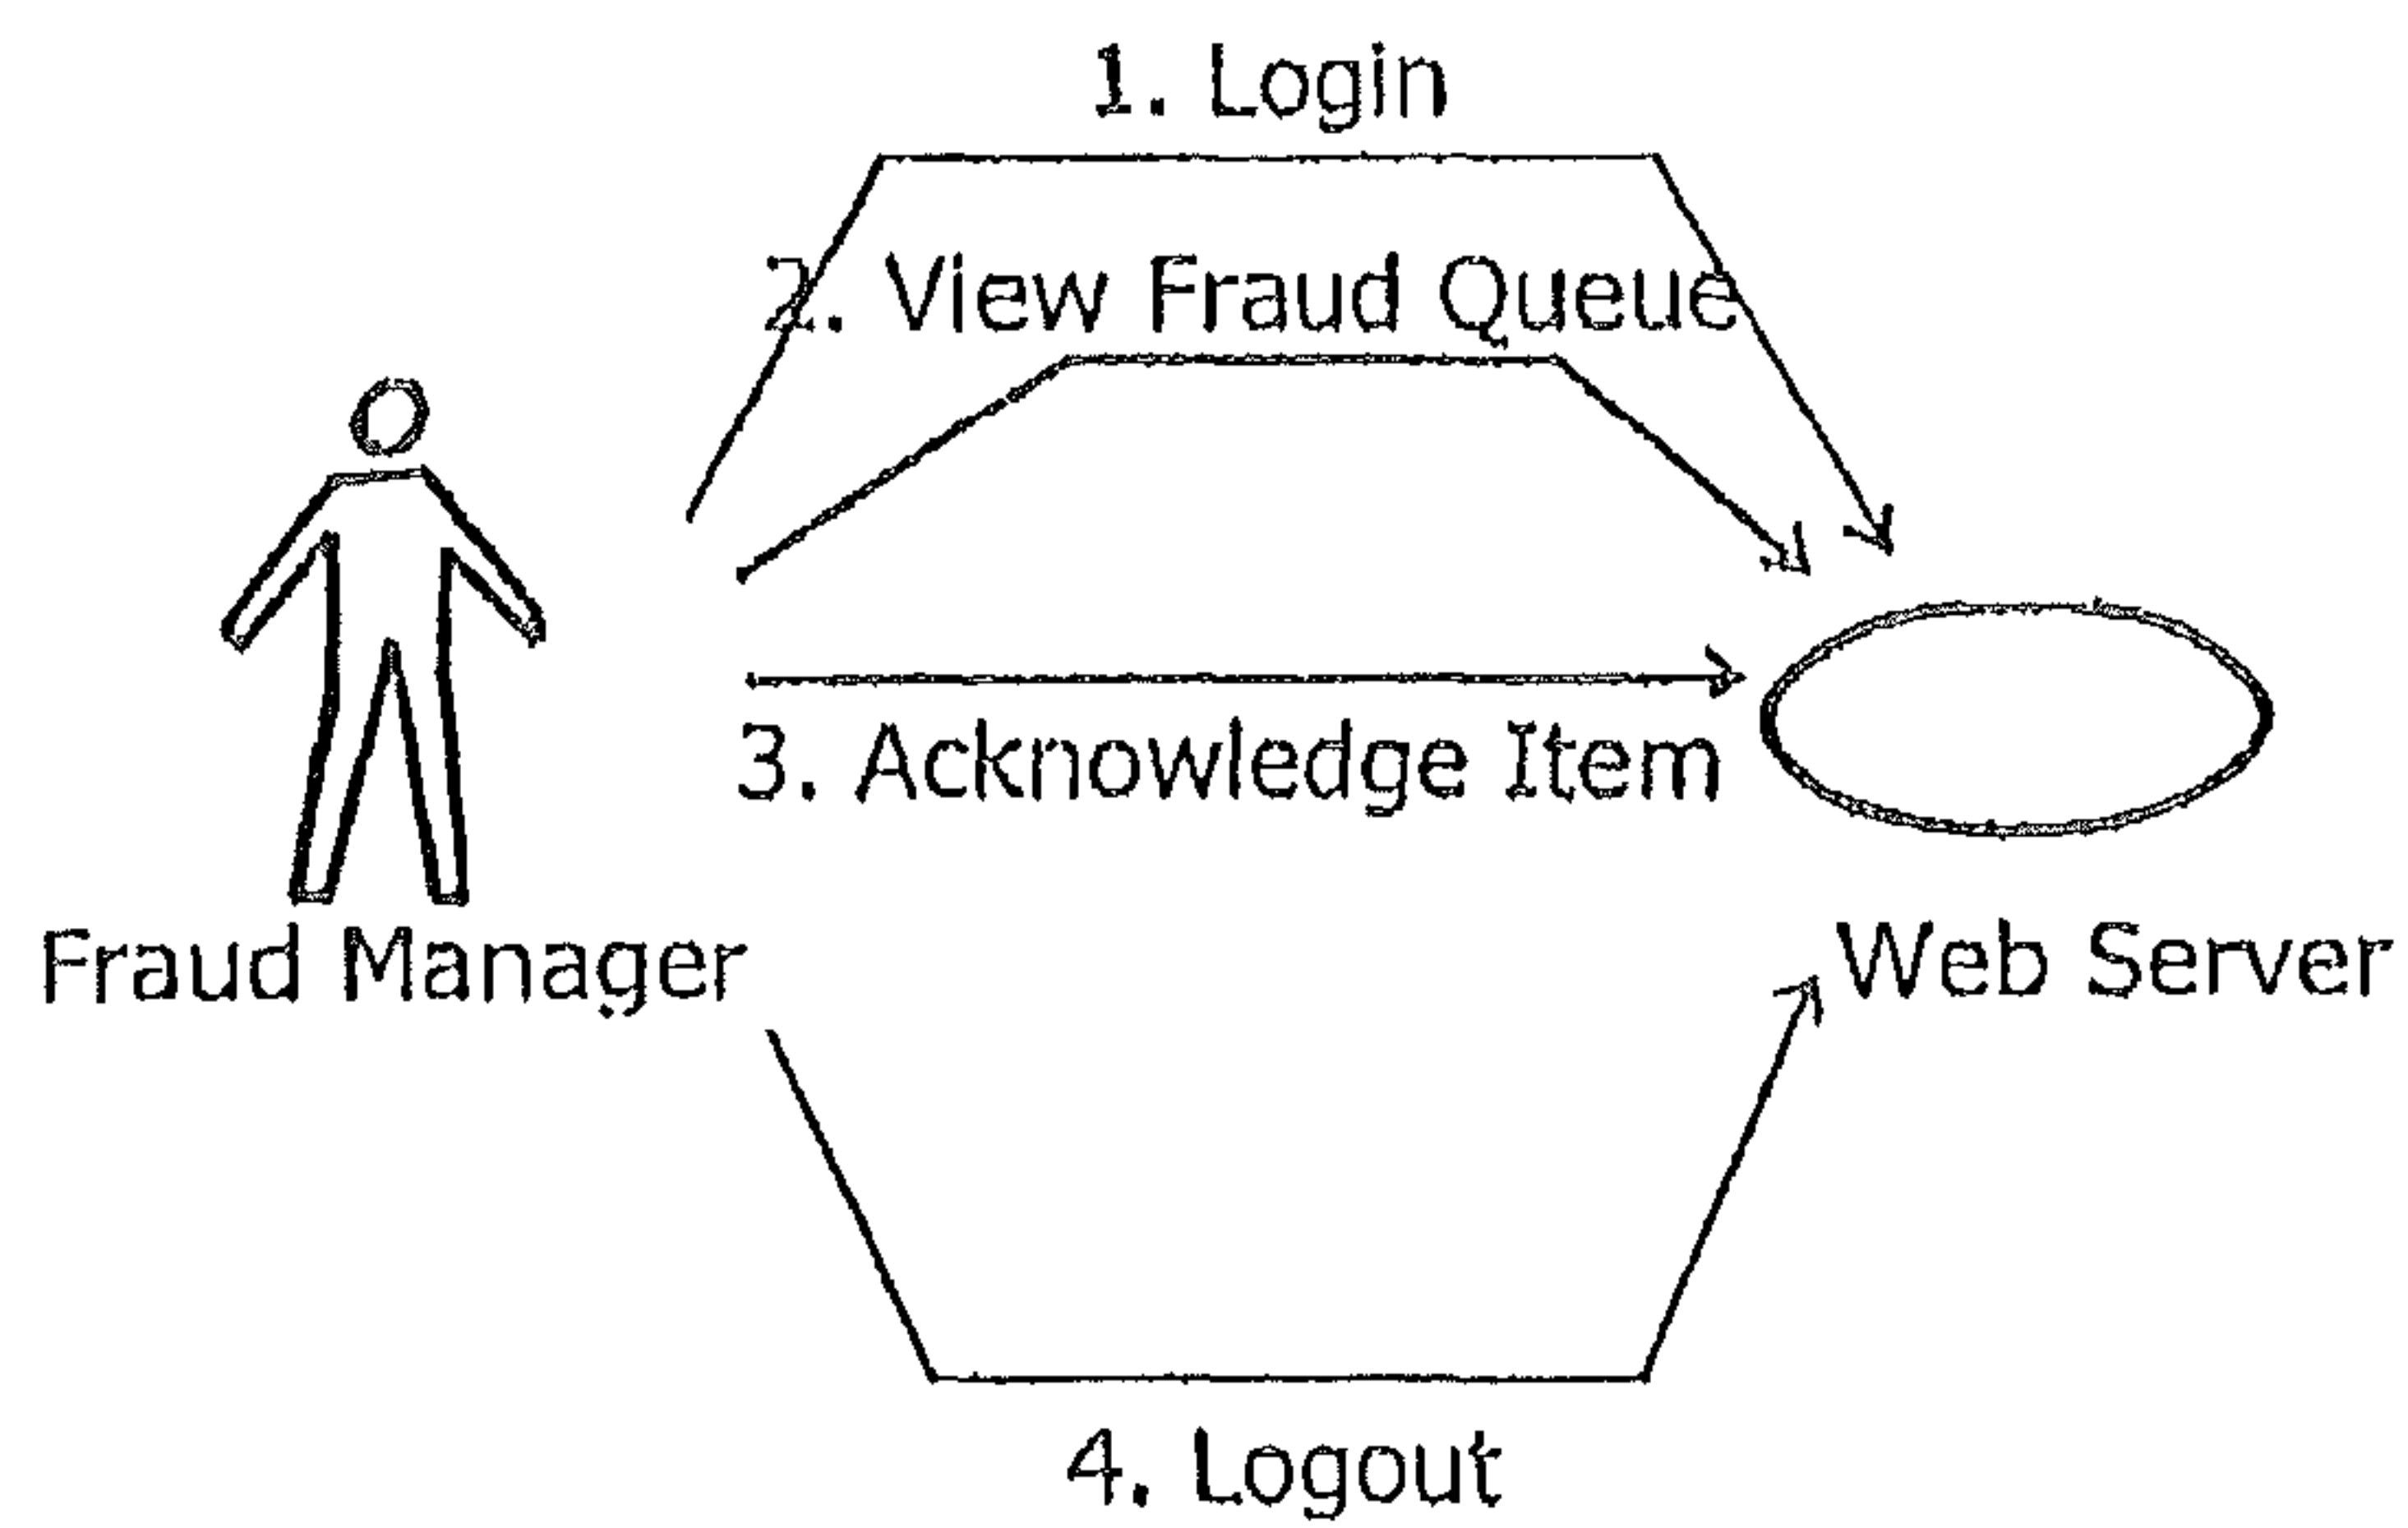 1. Login
2. View Fraud Queue
3. Acknowledge Item
Fraud Manager
Web Server
4. Logout